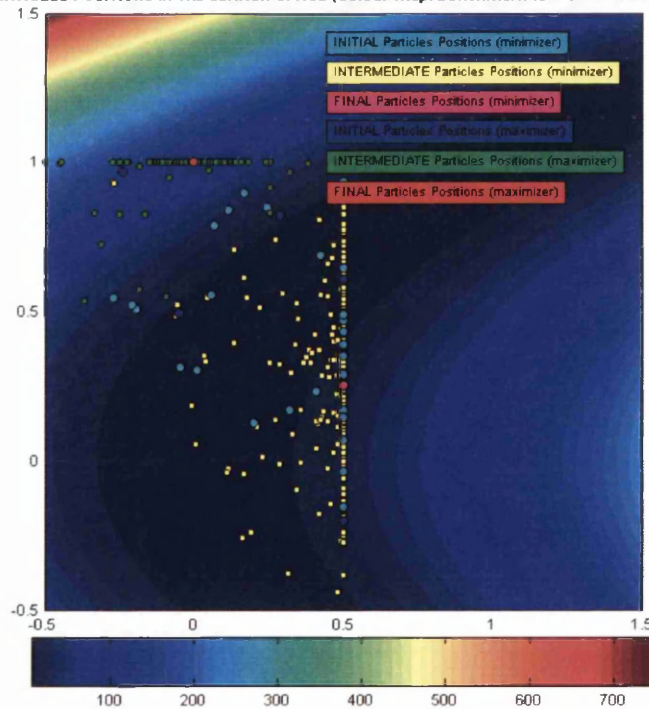 1.5
INITIAL Particles Positions (minimizer)
INTERMEDIATE Particles Positions (minimizer)
FINAL Particles Positions (minimizer)
INITIAL Particles Positions (maximizer)
INTERMEDIATE Particles Positions (maximizer)
FINAL Particles Positions (maximizer)
1
0.5
0
-0.5
-0.5 0 0.5 1 1.5
100 200 300 400 500 600 700